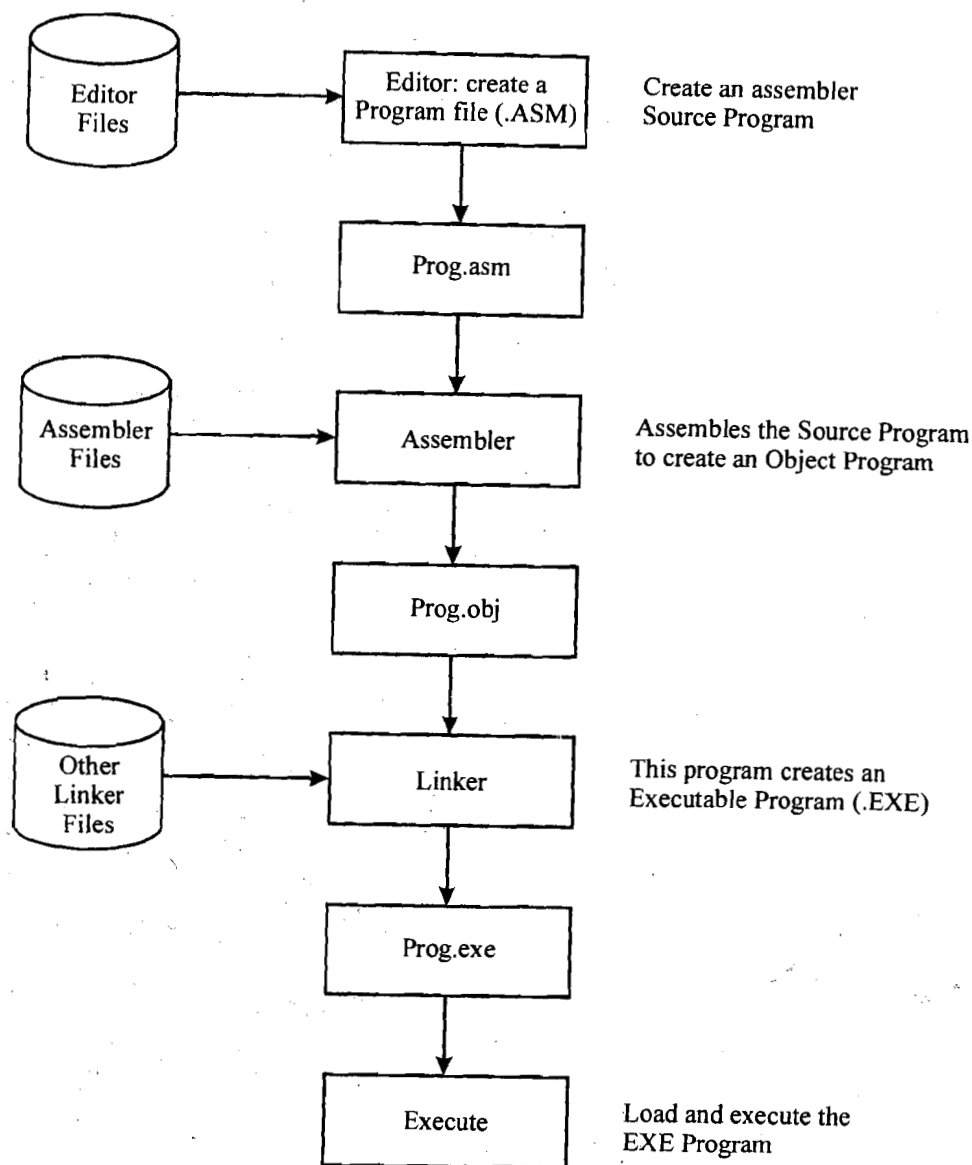 Editor
Files
Editor: create a
Program file (.ASM)
Create an assembler
Source Program
Prog.asm
Assembler
Files
Assembler
Assembles the Source Program
to create an Object Program
Prog.obj
Other
Linker
Files
Linker
This program creates an
Executable Program (.EXE)
Prog.exe
Execute
Load and execute the
EXE Program